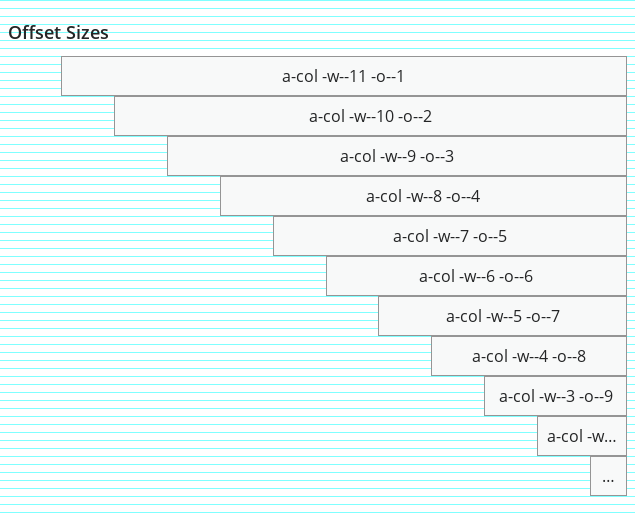 Offset Sizes
a-col -w--11 -o--1
a-col -w--10 -o--2
a-col -w--9 -o--3
a-col -w--8 -o--4
a-col -w--7 -o--5
a-col -w--6 -o--6
a-col -w--5 -o--7
a-col -w--4 -o--8
a-col -w--3 -o--9
a-col -w...
...